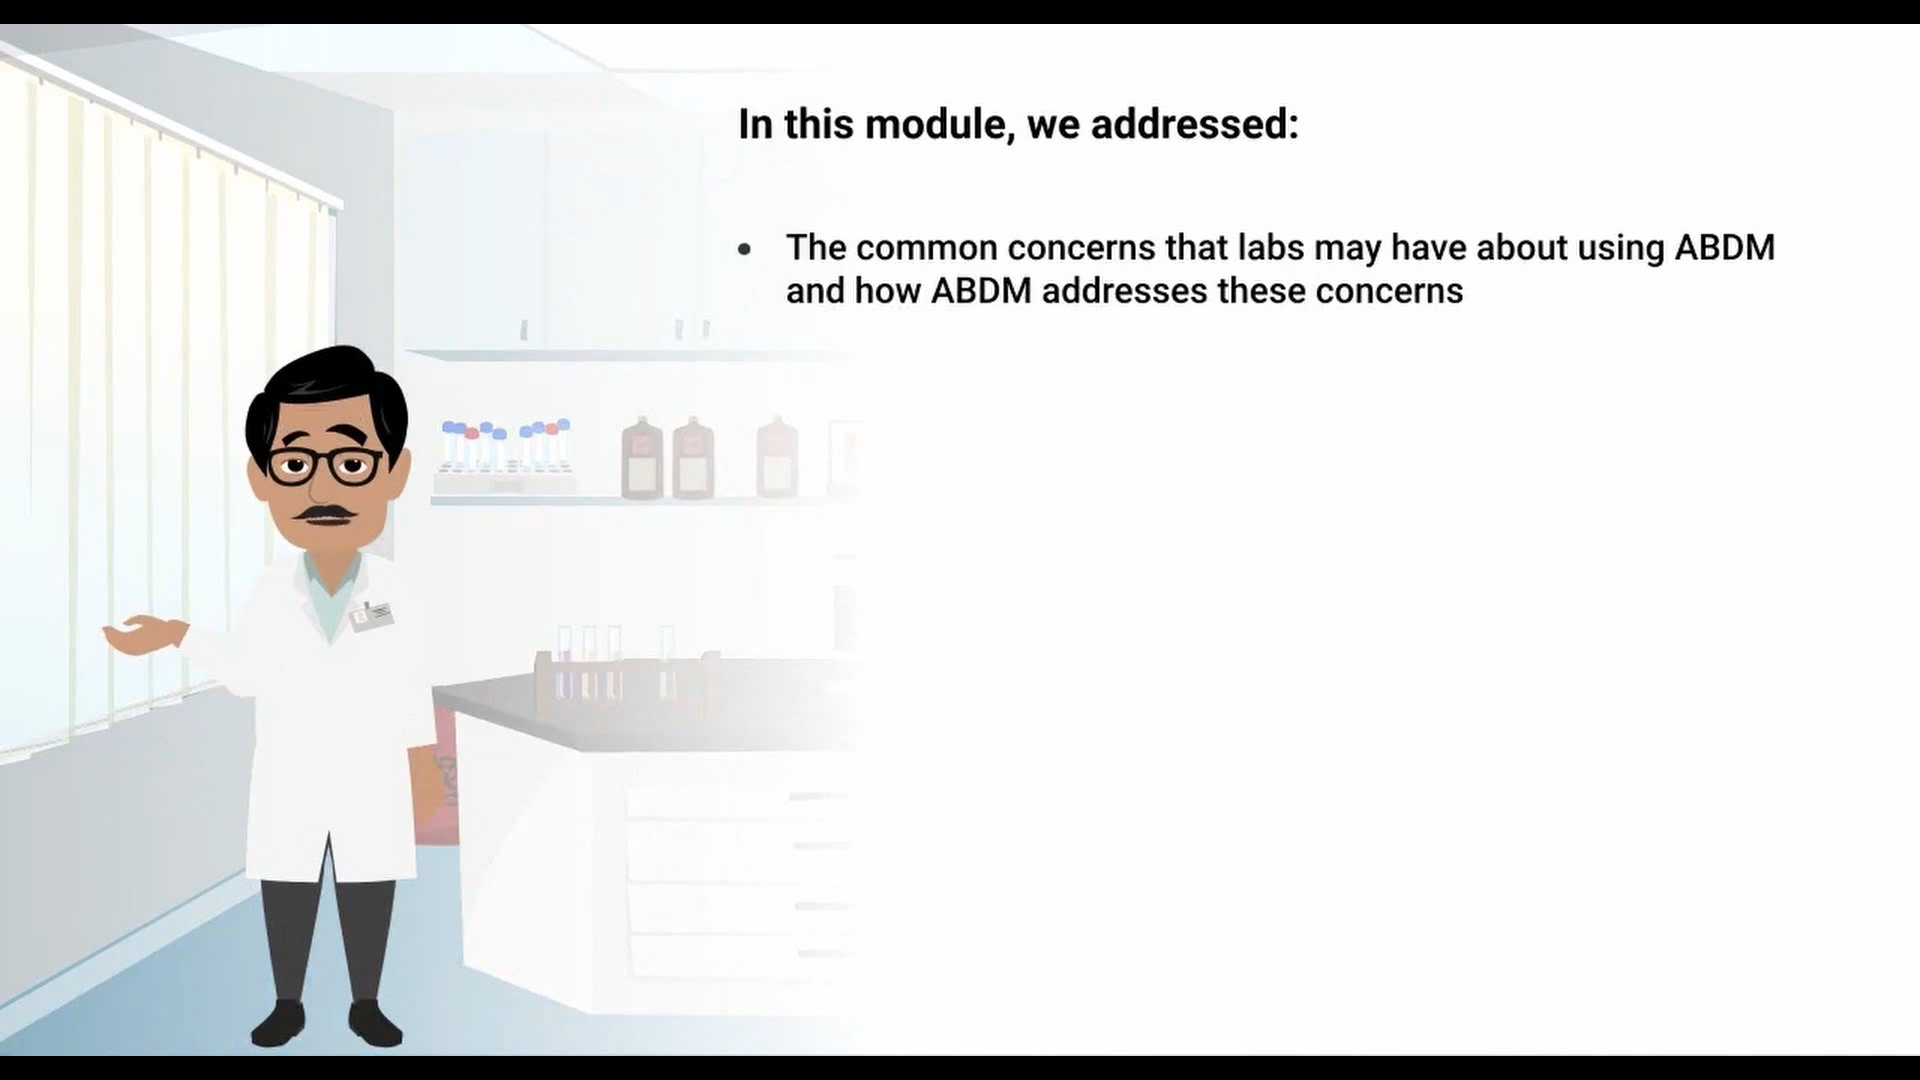 In this module, we addressed:
• The common concerns that labs may have about using ABDM
and how ABDM addresses these concerns